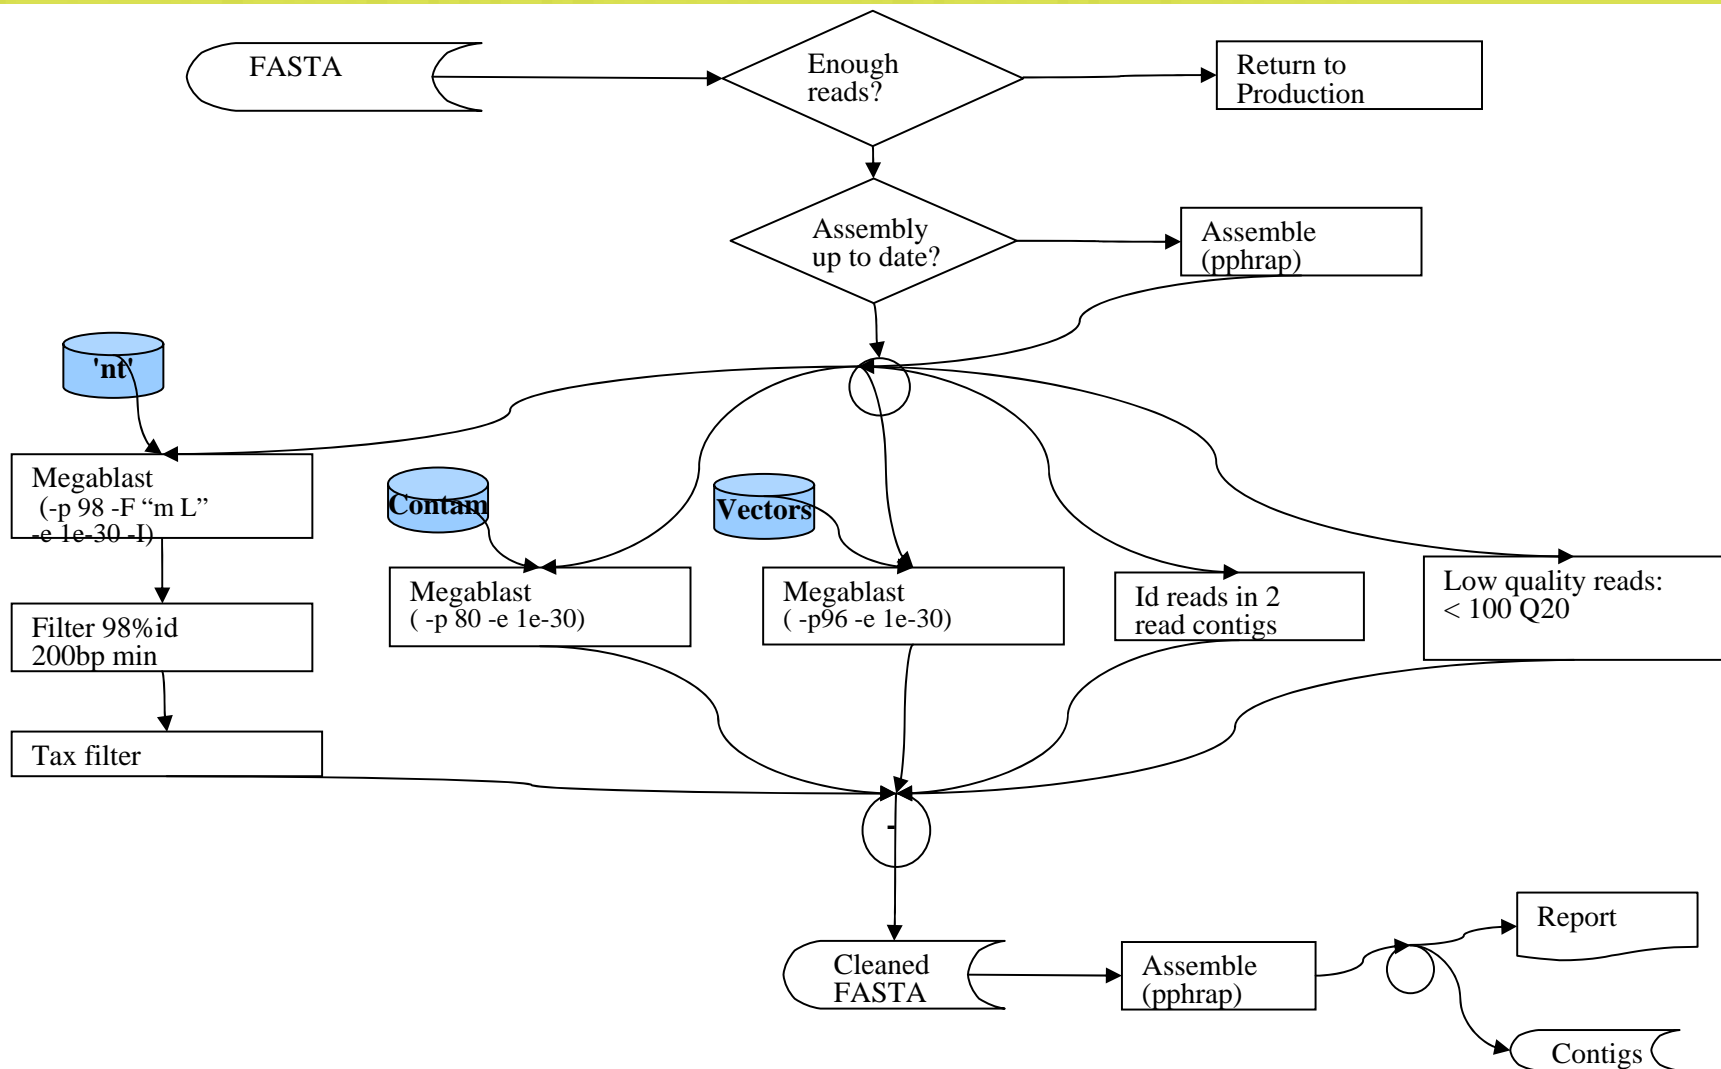 FASTA
Enough
reads?
Return to
Production
Assembly
up to date?
Assemble
(pphrap)
'nt'
Megablast
(-p 98 -F “m L”
-e 1e-30 -I)
Contam
Vectors
Megablast
( -p 80 -e 1e-30)
Megablast
( -p96 -e 1e-30)
Id reads in 2
read contigs
Low quality reads:
< 100 Q20
Filter 98%id
200bp min
Tax filter
-
Cleaned
FASTA
Assemble
(pphrap)
Report
Contigs